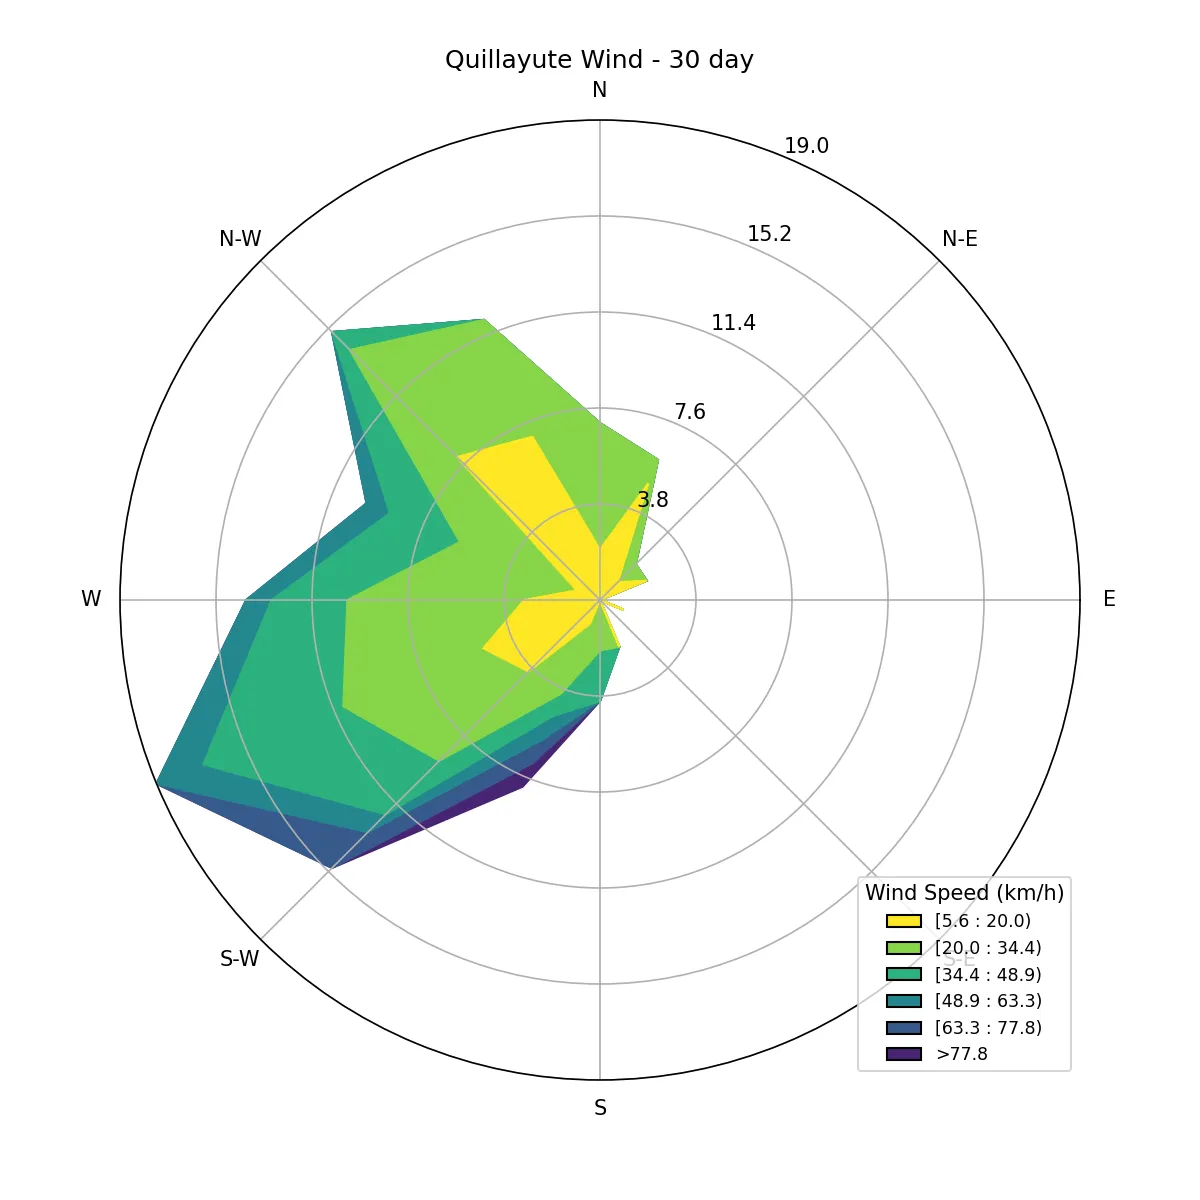 Quillayute Wind - 30 day
N
19.0
15.2
N-W
N-E
11.4
7.6
3.8
W
E
S-W
S-E
S
Wind Speed (km/h)
[5.6 : 20.0)
[20.0 : 34.4)
[34.4 : 48.9)
[48.9 : 63.3)
[63.3 : 77.8)
>77.8